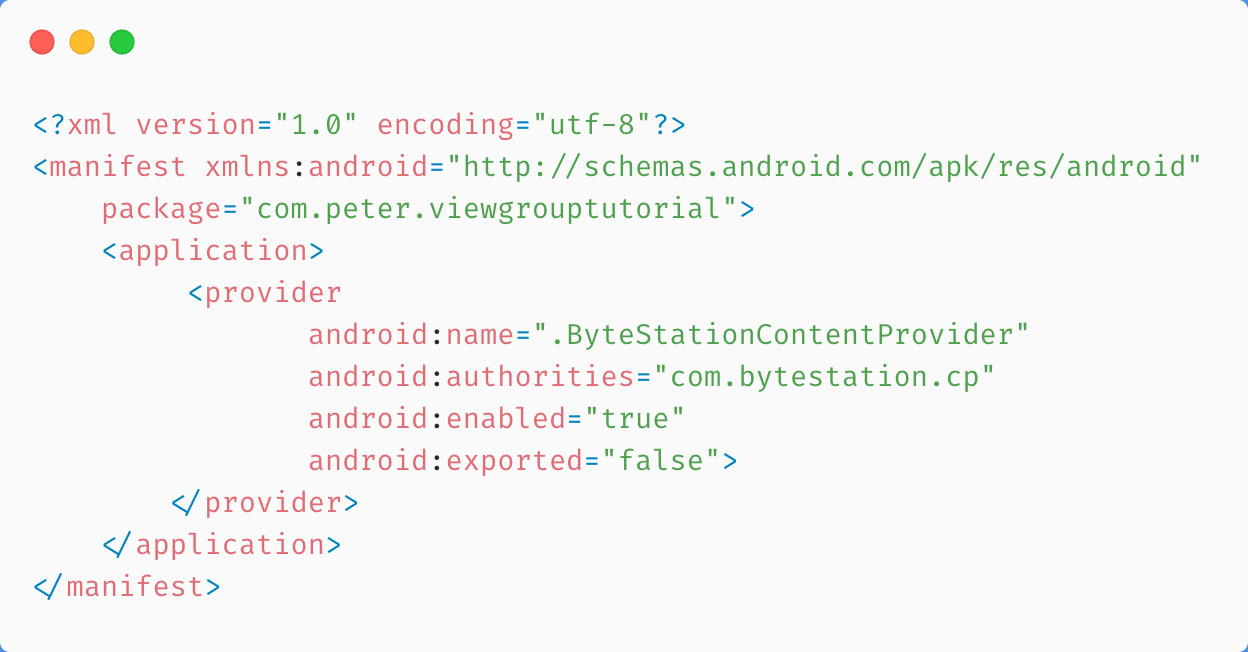 <?xml version="1.0" encoding="utf-8"?>
<manifest xmlns:android="http://schemas.android.com/apk/res/android"
    package="com.peter.viewgrouptutorial">
    <application>
         <provider
                android:name=".ByteStationContentProvider"
                android:authorities="com.bytestation.cp"
                android:enabled="true"
                android:exported="false">
        </provider>
    </application>
</manifest>